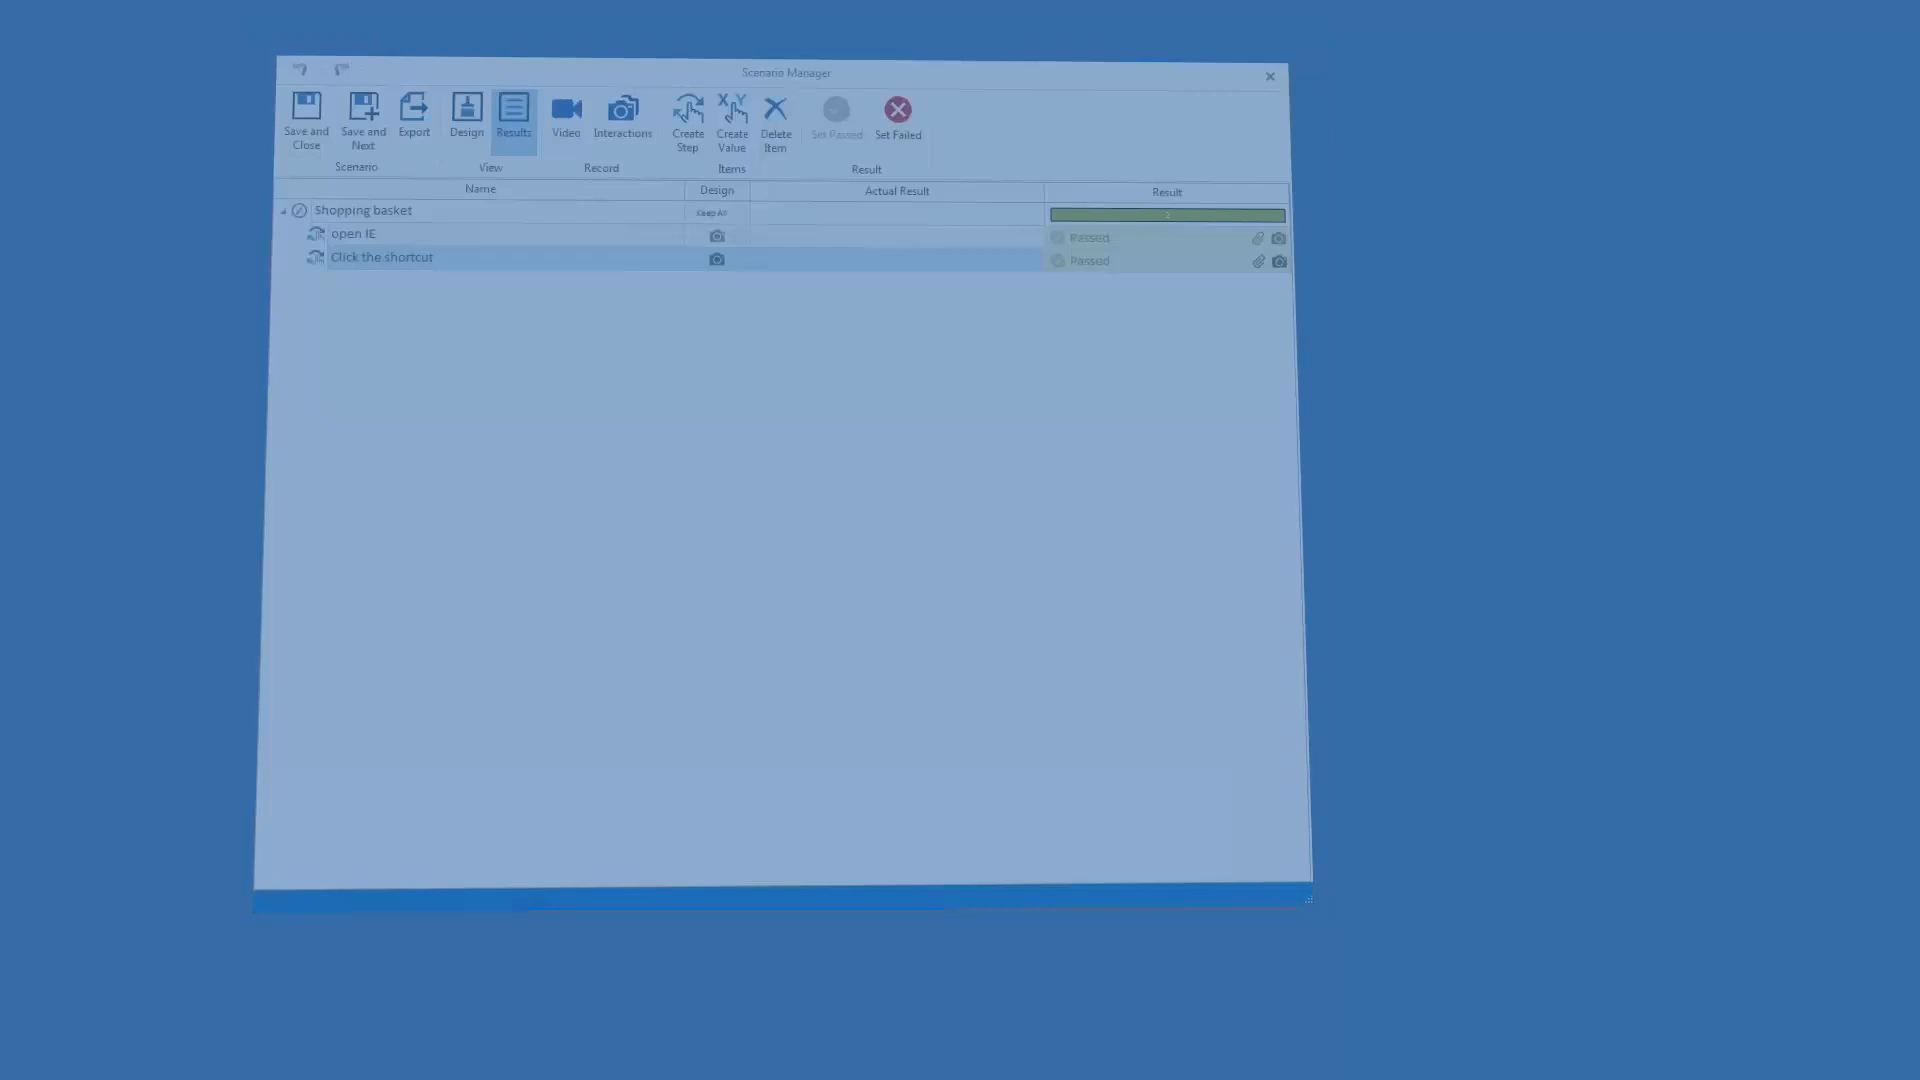 Scenario Manager
Save and Close
Save and Next
Export
Design
Results
Video
Interactions
Create Step
X Y
Create Value
Delete Item
Set Passed
Set Failed
Scenario
View
Record
Items
Result
Name
Design
Actual Result
Result
Shopping basket
Keep All
2
open IE
Passed
Click the shortcut
Passed